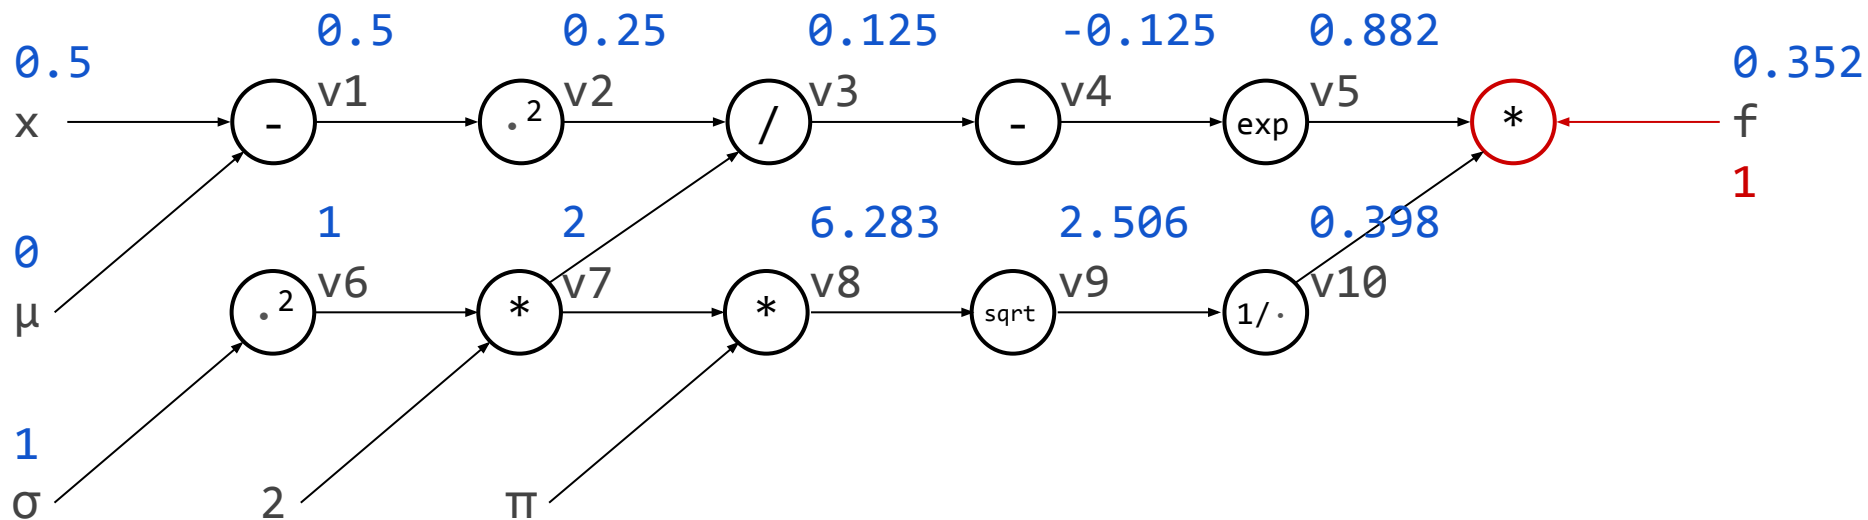 0.5 0.25 0.125 -0.125 0.882
0.5 0.352
v1 v2 v3 v4 v5
x - .² / - exp * f
1
1 2 6.283 2.506 0.398
0
v6 v7 v8 v9 v10
μ .² * * sqrt 1/·
1
σ 2 π